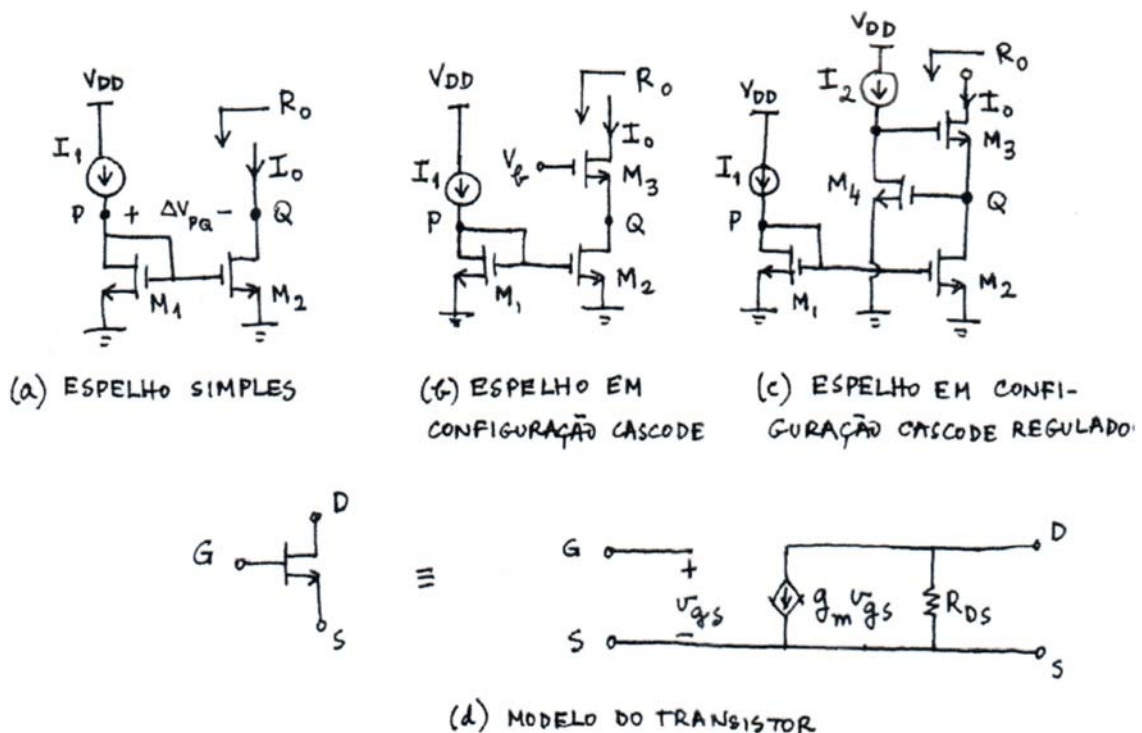 VDD
I1
P
+ ΔVPQ -
Q
R0
I0
M1
M2
(a) ESPELHO SIMPLES
VDD
I1
P
Vb
R0
I0
M3
Q
M1
M2
(b) ESPELHO EM
CONFIGURAÇÃO CASCODE
VDD
I2
R0
I0
M3
VDD
I1
M4
P
Q
M1
M2
(c) ESPELHO EM CONFI-
GURAÇÃO CASCODE REGULADO.
G
D
S
≡
G
+
vgs
-
S
gm vgs
RDS
D
S
(d) MODELO DO TRANSISTOR